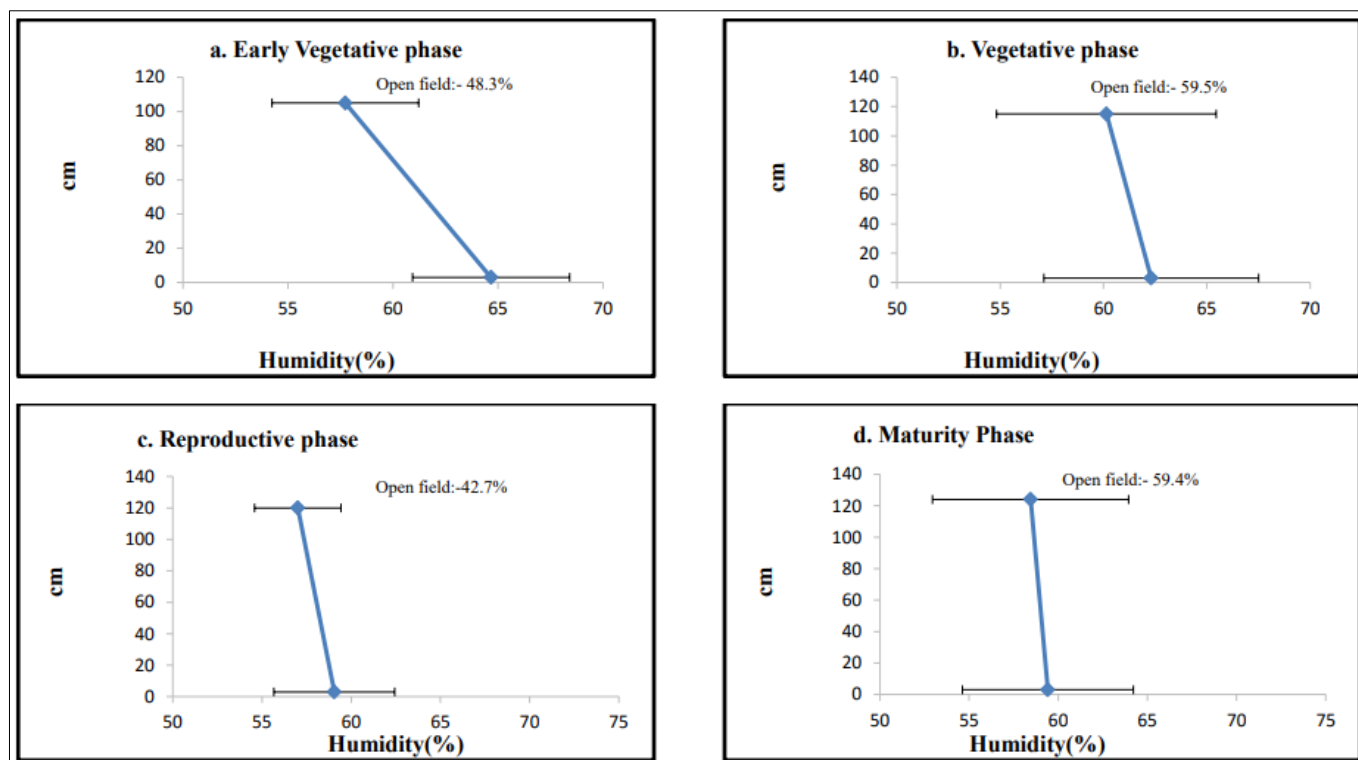 a. Early Vegetative phase
Open field:- 48.3%
120
100
80
60
40
20
0
cm
50 55 60 65 70
Humidity(%)
b. Vegetative phase
Open field:- 59.5%
140
120
100
80
60
40
20
0
cm
50 55 60 65 70
Humidity(%)
c. Reproductive phase
Open field:-42.7%
140
120
100
80
60
40
20
0
cm
50 55 60 65 70 75
Humidity(%)
d. Maturity Phase
Open field:- 59.4%
140
120
100
80
60
40
20
0
cm
50 55 60 65 70 75
Humidity(%)